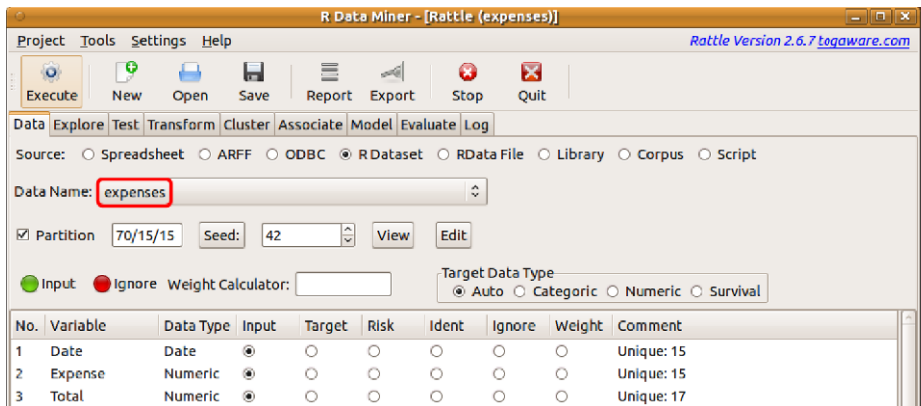 R Data Miner - [Rattle (expenses)]
Project Tools Settings Help Rattle Version 2.6.7 togaware.com
Execute New Open Save Report Export Stop Quit
Data Explore Test Transform Cluster Associate Model Evaluate Log
Source: Spreadsheet ARFF ODBC R Dataset RData File Library Corpus Script
Data Name: expenses
Partition 70/15/15 Seed: 42 View Edit
Target Data Type
Input Ignore Weight Calculator: Auto Categoric Numeric Survival
No. Variable Data Type Input Target Risk Ident Ignore Weight Comment
1 Date Date Unique: 15
2 Expense Numeric Unique: 15
3 Total Numeric Unique: 17